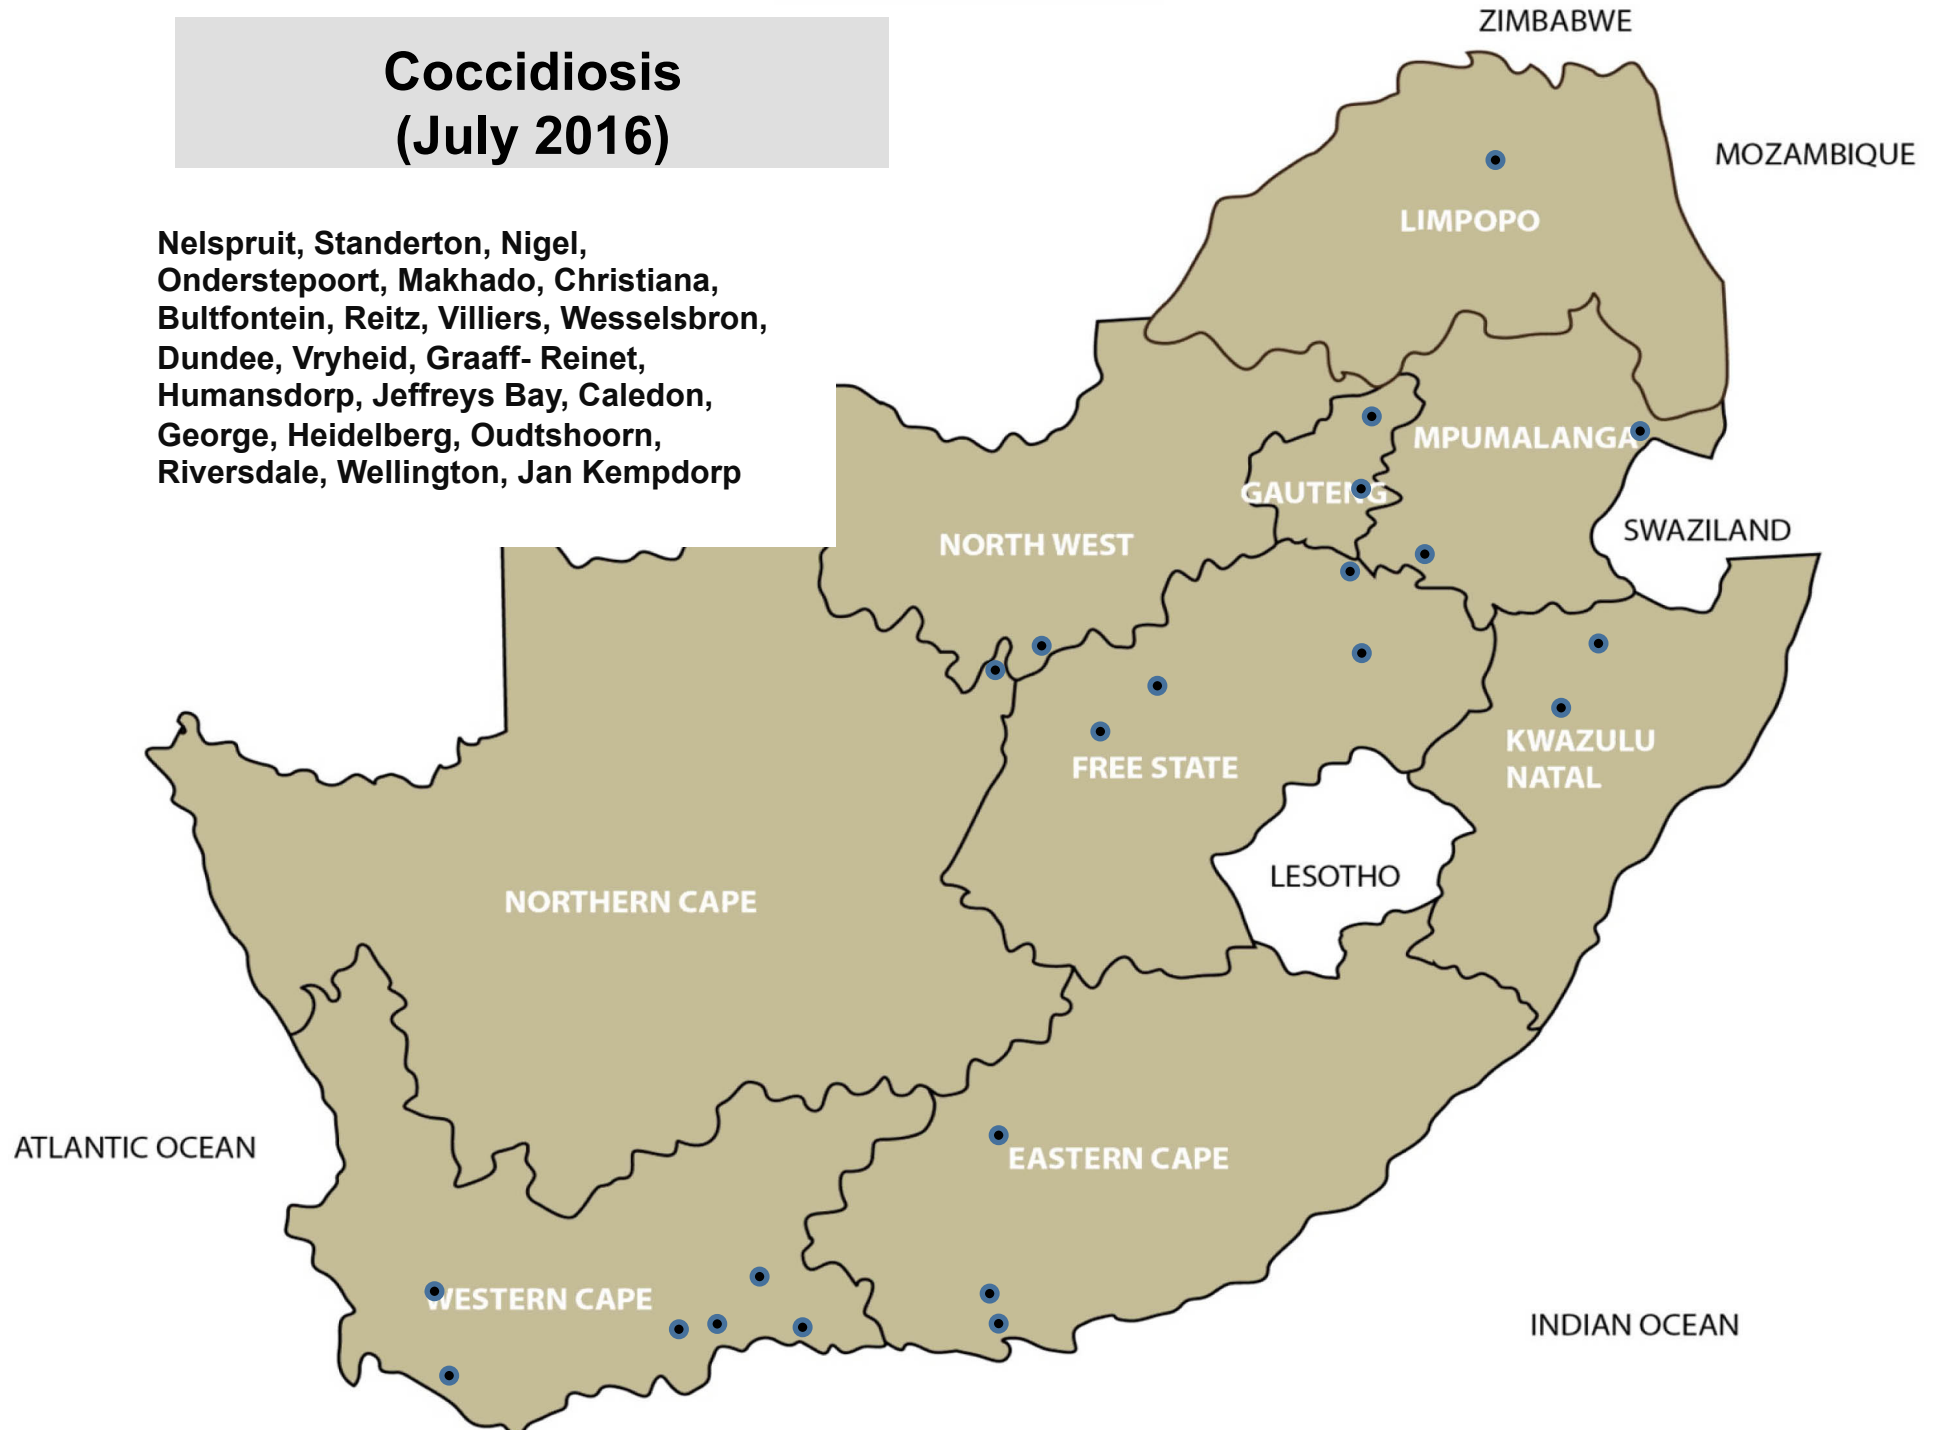 Coccidiosis
(July 2016)
Nelspruit, Standerton, Nigel,
Onderstepoort, Makhado, Christiana,
Bultfontein, Reitz, Villiers, Wesselsbron,
Dundee, Vryheid, Graaff- Reinet,
Humansdorp, Jeffreys Bay, Caledon,
George, Heidelberg, Oudtshoorn,
Riversdale, Wellington, Jan Kempdorp
ZIMBABWE
MOZAMBIQUE
LIMPOPO
MPUMALANGA
GAUTENG
SWAZILAND
NORTH WEST
KWAZULU
NATAL
FREE STATE
LESOTHO
NORTHERN CAPE
ATLANTIC OCEAN
EASTERN CAPE
WESTERN CAPE
INDIAN OCEAN